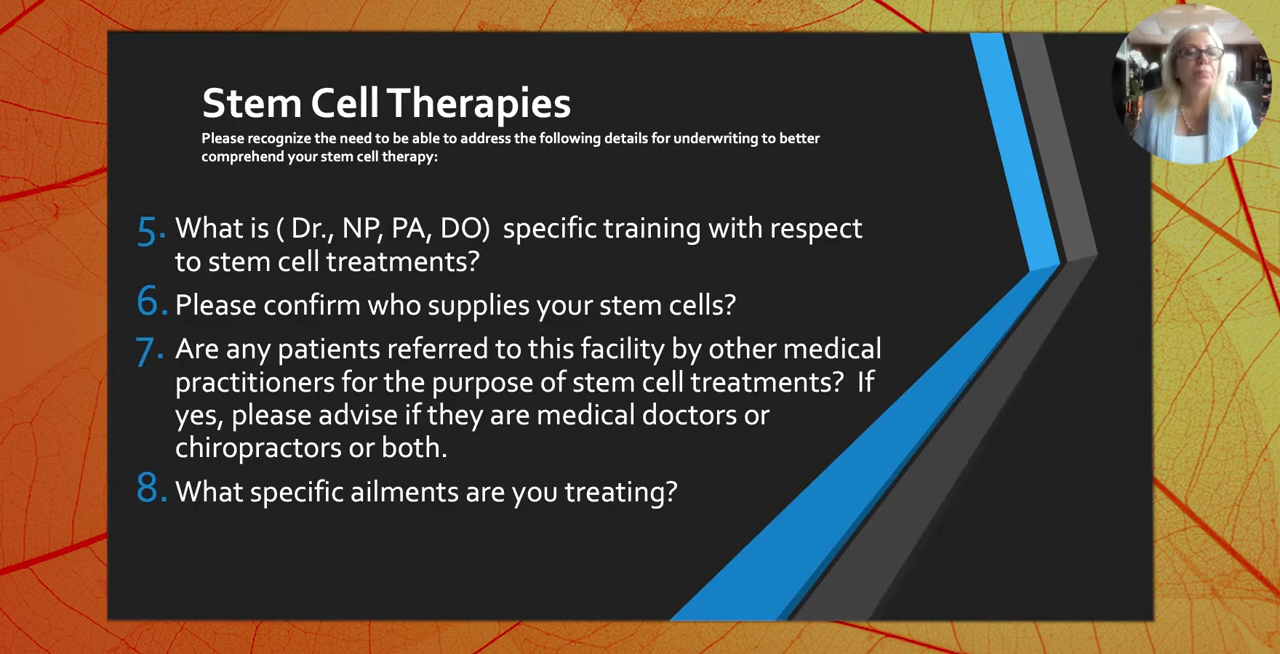 Stem Cell Therapies
Please recognize the need to be able to address the following details for underwriting to better
comprehend your stem cell therapy:
5. What is ( Dr., NP, PA, DO)  specific training with respect
to stem cell treatments?
6. Please confirm who supplies your stem cells?
7. Are any patients referred to this facility by other medical
practitioners for the purpose of stem cell treatments?  If
yes, please advise if they are medical doctors or
chiropractors or both.
8. What specific ailments are you treating?